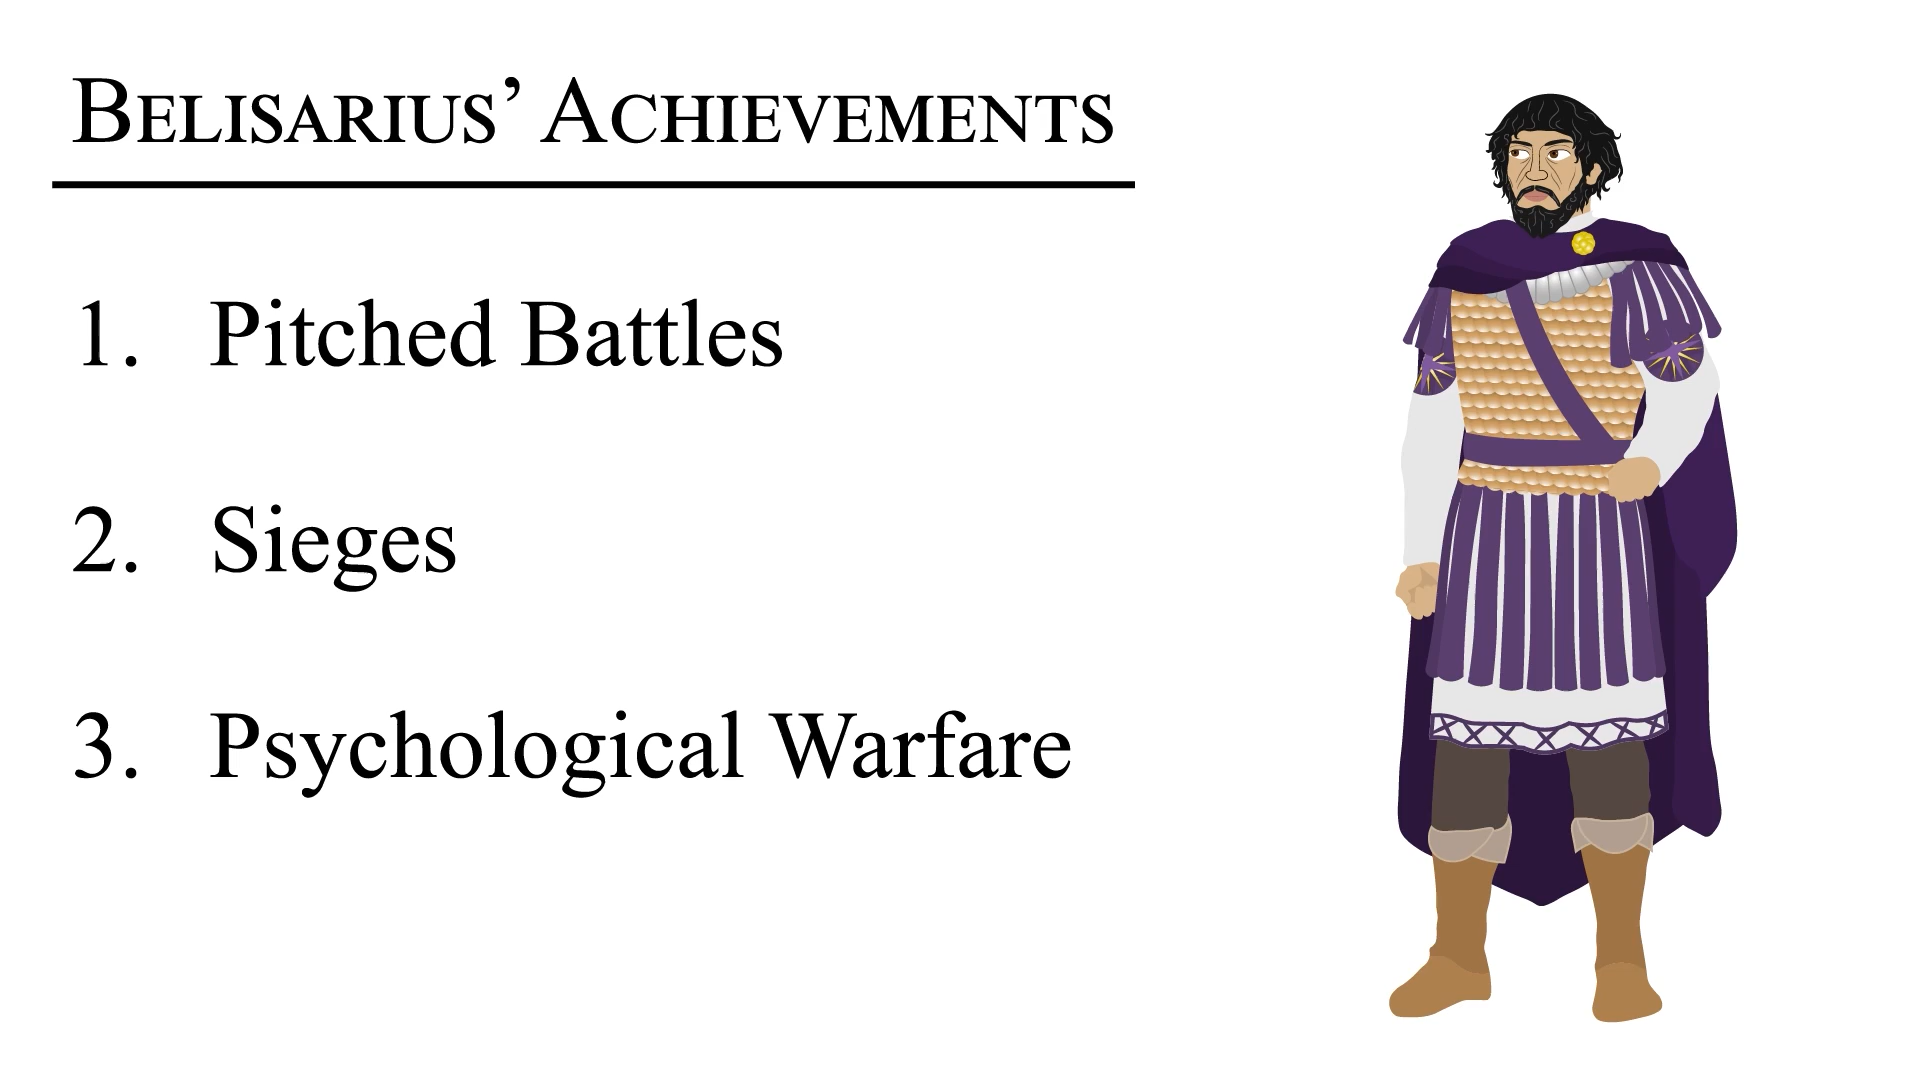 Belisarius’ Achievements
1. Pitched Battles
2. Sieges
3. Psychological Warfare